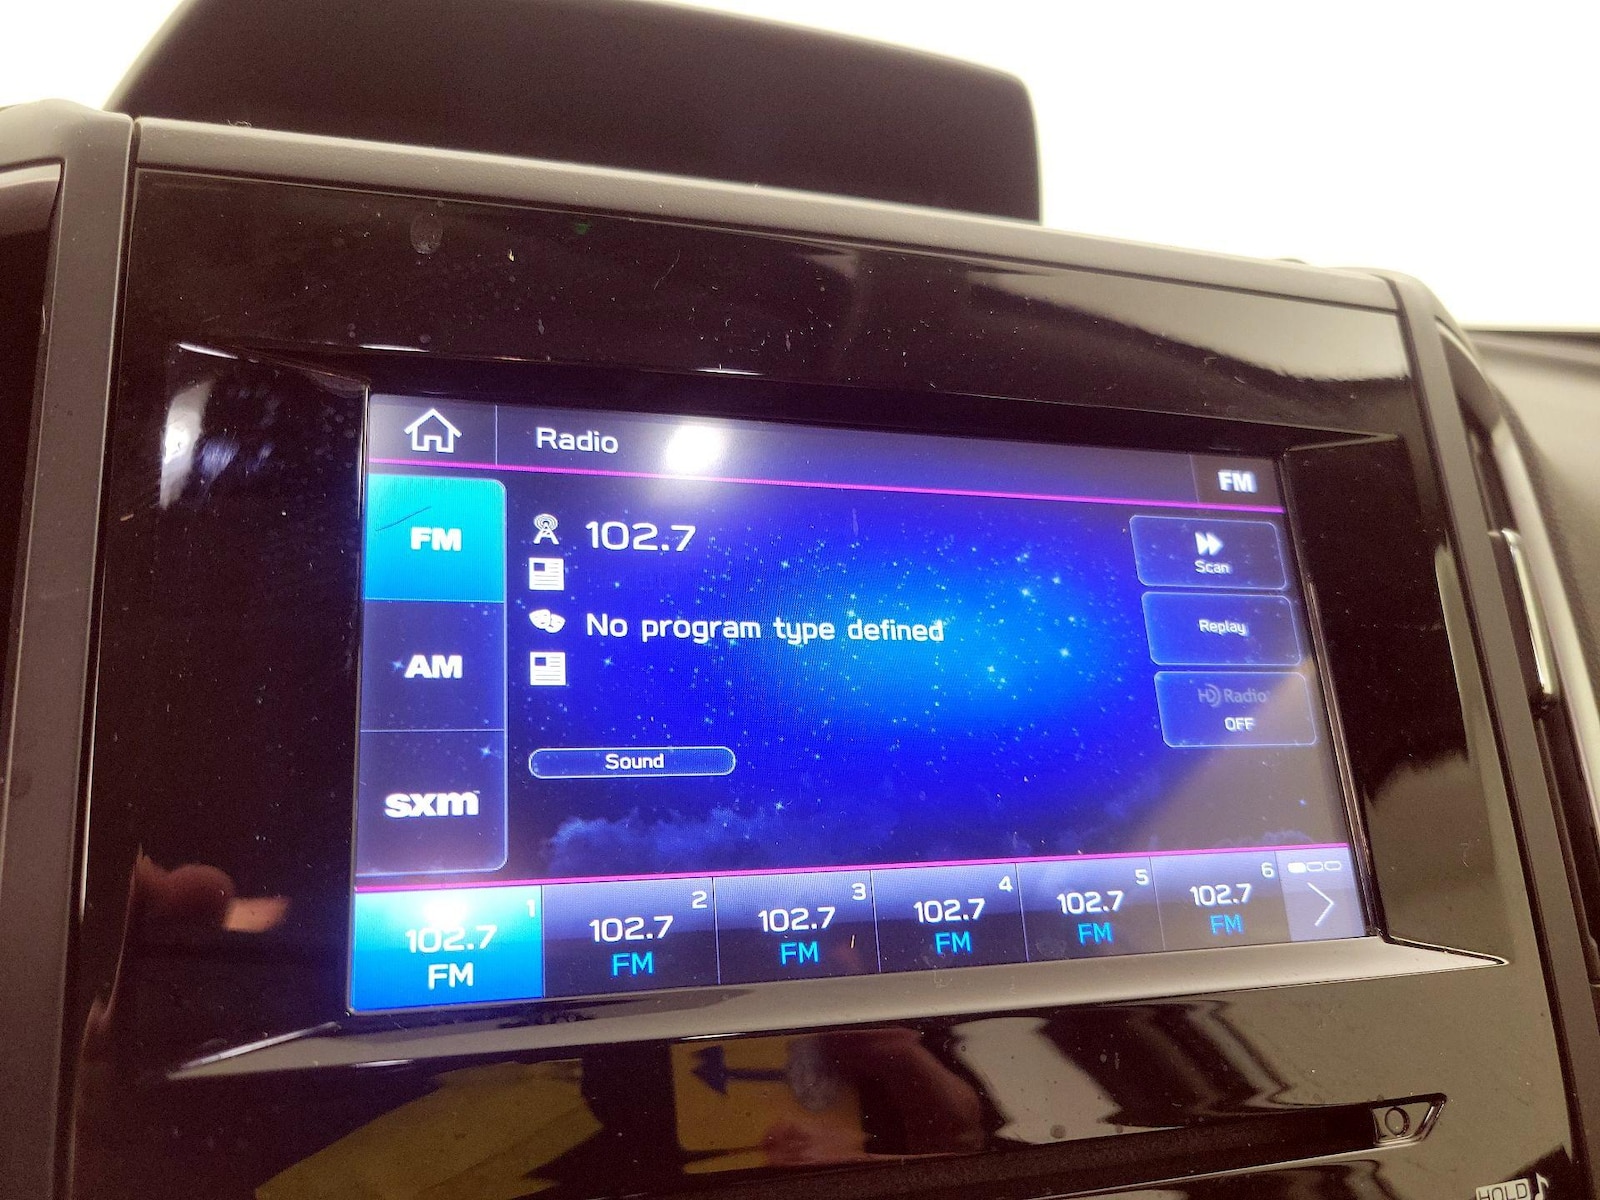 Radio
FM
FM
AM
sxm
102.7
No program type defined
Sound
Scan
Replay
HD Radio
OFF
1
102.7
FM
2
102.7
FM
3
102.7
FM
4
102.7
FM
5
102.7
FM
6
102.7
FM
HOLD